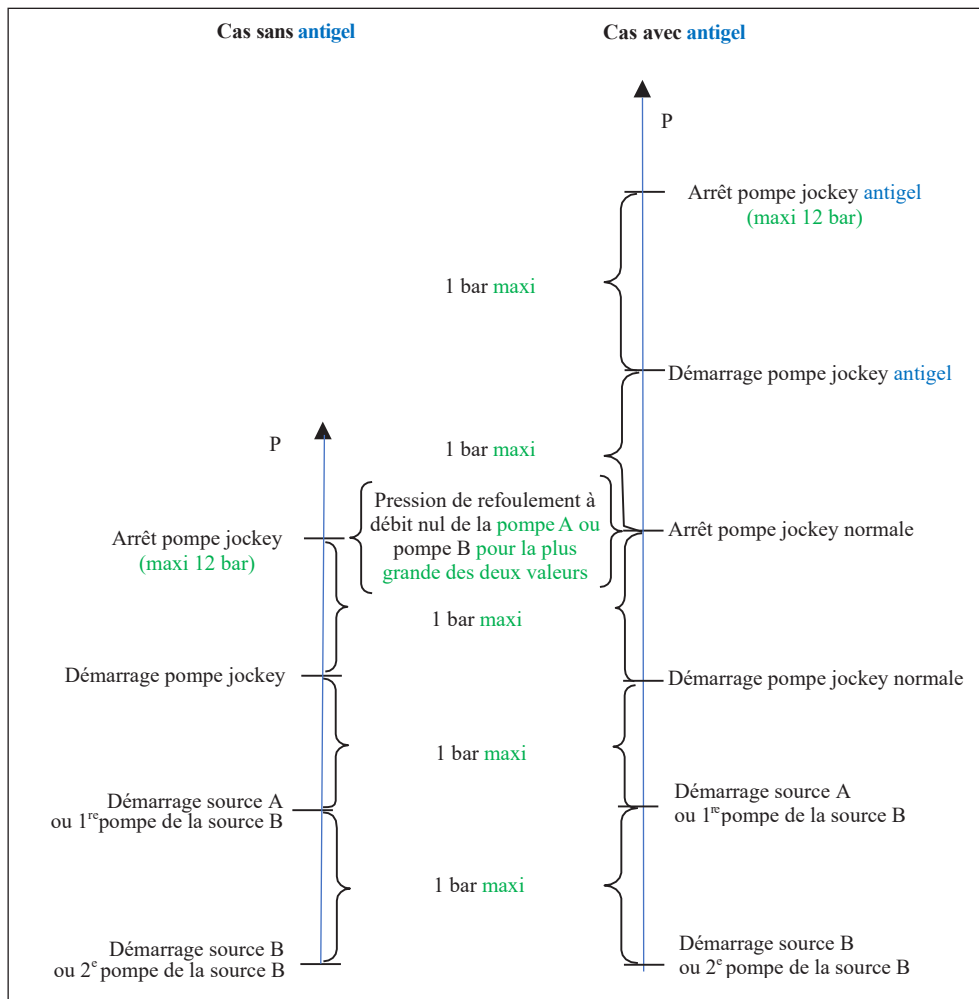 Cas sans antigel
Cas avec antigel
P
Arrêt pompe jockey antigel
(maxi 12 bar)
1 bar maxi
Démarrage pompe jockey antigel
P
1 bar maxi
Arrêt pompe jockey
(maxi 12 bar)
Pression de refoulement à
débit nul de la pompe A ou
pompe B pour la plus
grande des deux valeurs
Arrêt pompe jockey normale
1 bar maxi
Démarrage pompe jockey
Démarrage pompe jockey normale
1 bar maxi
Démarrage source A
ou 1re pompe de la source B
Démarrage source A
ou 1re pompe de la source B
1 bar maxi
Démarrage source B
ou 2e pompe de la source B
Démarrage source B
ou 2e pompe de la source B